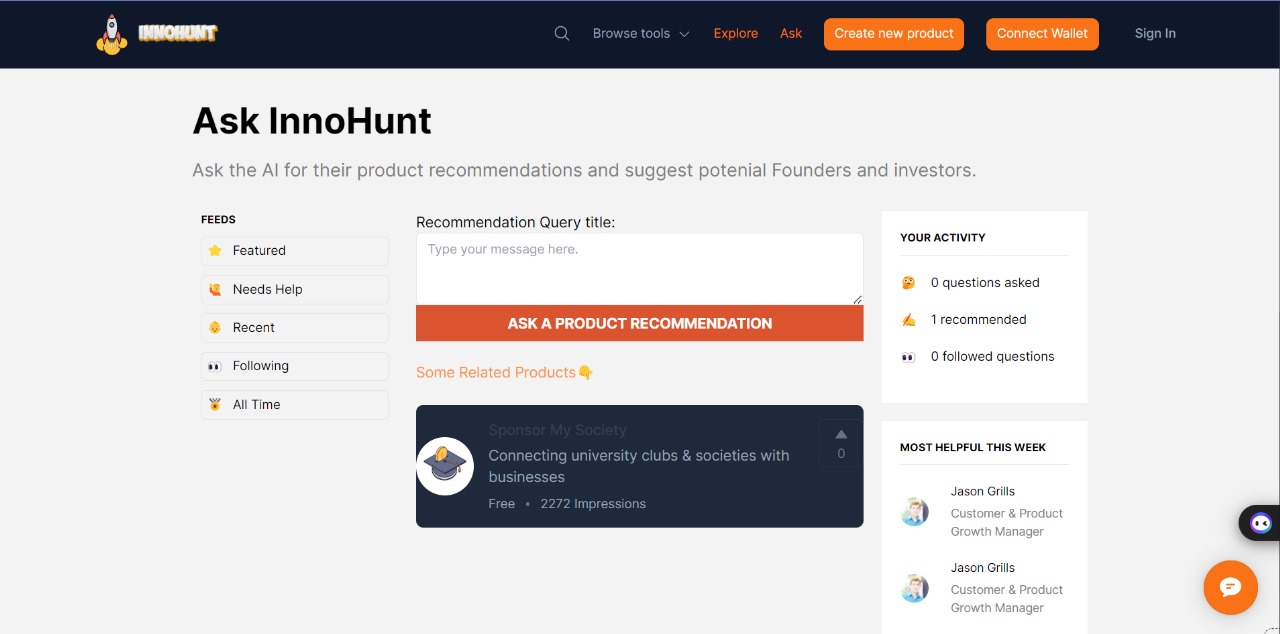 INNOHUNT
Browse tools
Explore
Ask
Create new product
Connect Wallet
Sign In
Ask InnoHunt
Ask the AI for their product recommendations and suggest potenial Founders and investors.
FEEDS
Featured
Needs Help
Recent
Following
All Time
Recommendation Query title:
Type your message here.
ASK A PRODUCT RECOMMENDATION
Some Related Products👇
Sponsor My Society
Connecting university clubs & societies with
businesses
Free • 2272 Impressions
0
YOUR ACTIVITY
0 questions asked
1 recommended
0 followed questions
MOST HELPFUL THIS WEEK
Jason Grills
Customer & Product
Growth Manager
Jason Grills
Customer & Product
Growth Manager